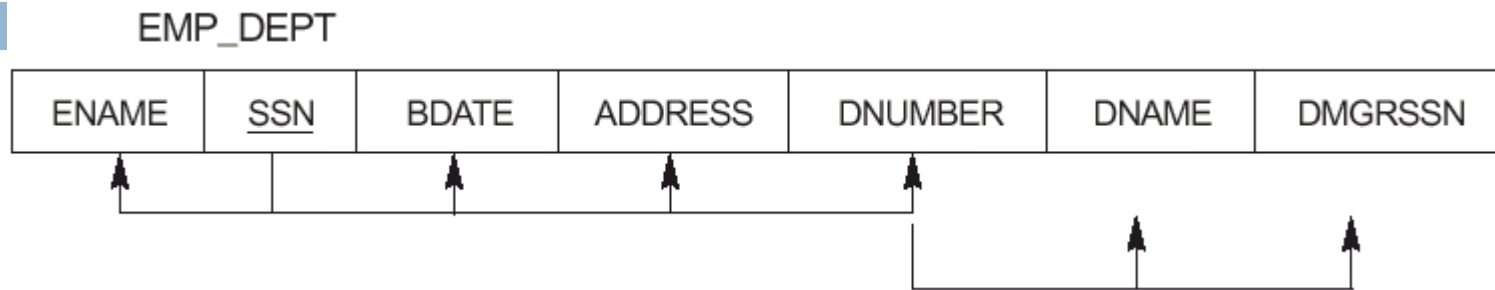 EMP_DEPT
ENAME SSN BDATE ADDRESS DNUMBER DNAME DMGRSSN